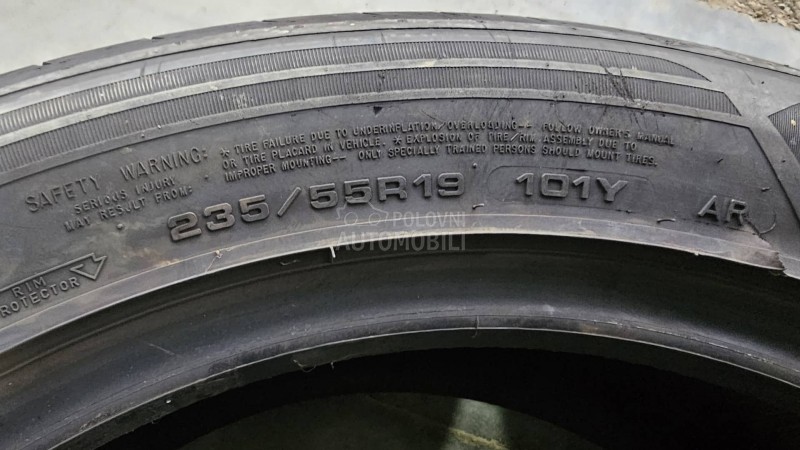 SAFETY WARNING:
SERIOUS INJURY
MAY RESULT FROM:
* TIRE FAILURE DUE TO UNDERINFLATION/OVERLOADING-- FOLLOW OWNER'S MANUAL
OR TIRE PLACARD IN VEHICLE. * EXPLOSION OF TIRE/RIM ASSEMBLY DUE TO
IMPROPER MOUNTING-- ONLY SPECIALLY TRAINED PERSONS SHOULD MOUNT TIRES.
235/55R19 101Y AR
POLOVNI
AUTOMOBILI
RIM
PROTECTOR